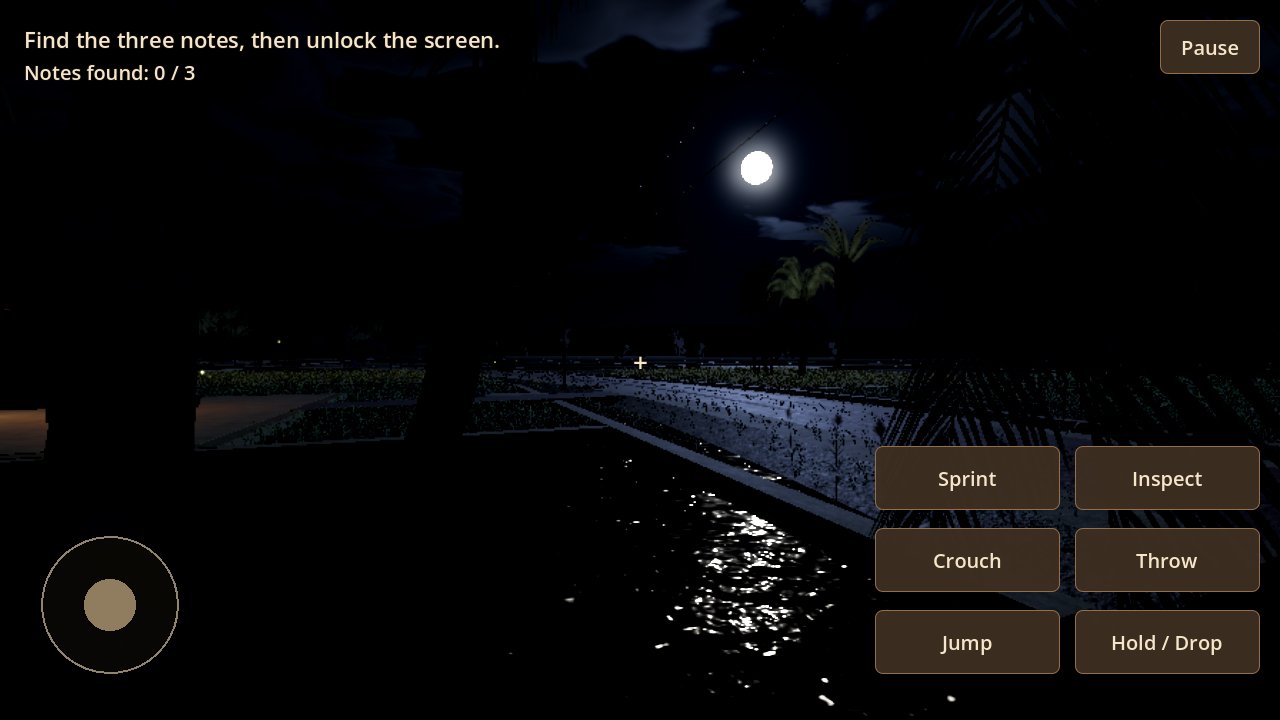 Find the three notes, then unlock the screen.
Notes found: 0 / 3
Pause
Sprint
Inspect
Crouch
Throw
Jump
Hold / Drop